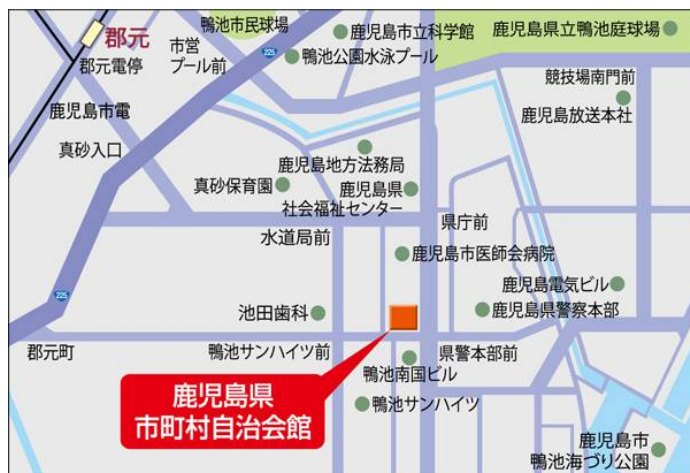 鴨池市民球場
鹿児島市立科学館
鹿児島県立鴨池庭球場
郡元
市営
プール前
225
鴨池公園水泳プール
郡元電停
競技場南門前
鹿児島市電
鹿児島放送本社
真砂入口
鹿児島地方法務局
真砂保育園
鹿児島県
社会福祉センター
県庁前
水道局前
鹿児島市医師会病院
鹿児島電気ビル
225
池田歯科
鹿児島県警察本部
郡元町
鴨池サンハイツ前
県警本部前
鴨池南国ビル
鹿児島県
市町村自治会館
鴨池サンハイツ
鹿児島市
鴨池海づり公園